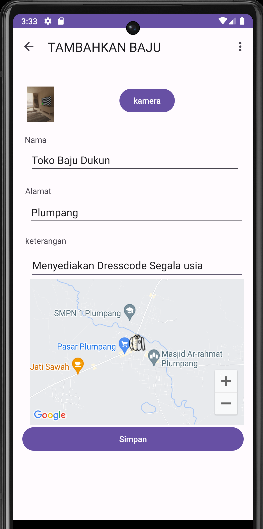 3:33
TAMBAHKAN BAJU
kamera
Nama
Toko Baju Dukun
Alamat
Plumpang
keterangan
Menyediakan Dresscode Segala usia
SMPN 1 Plumpang
Pasar Plumpang
Masjid Ar-rahmat
Plumpang
Jati Sawah
+
−
Google
Simpan